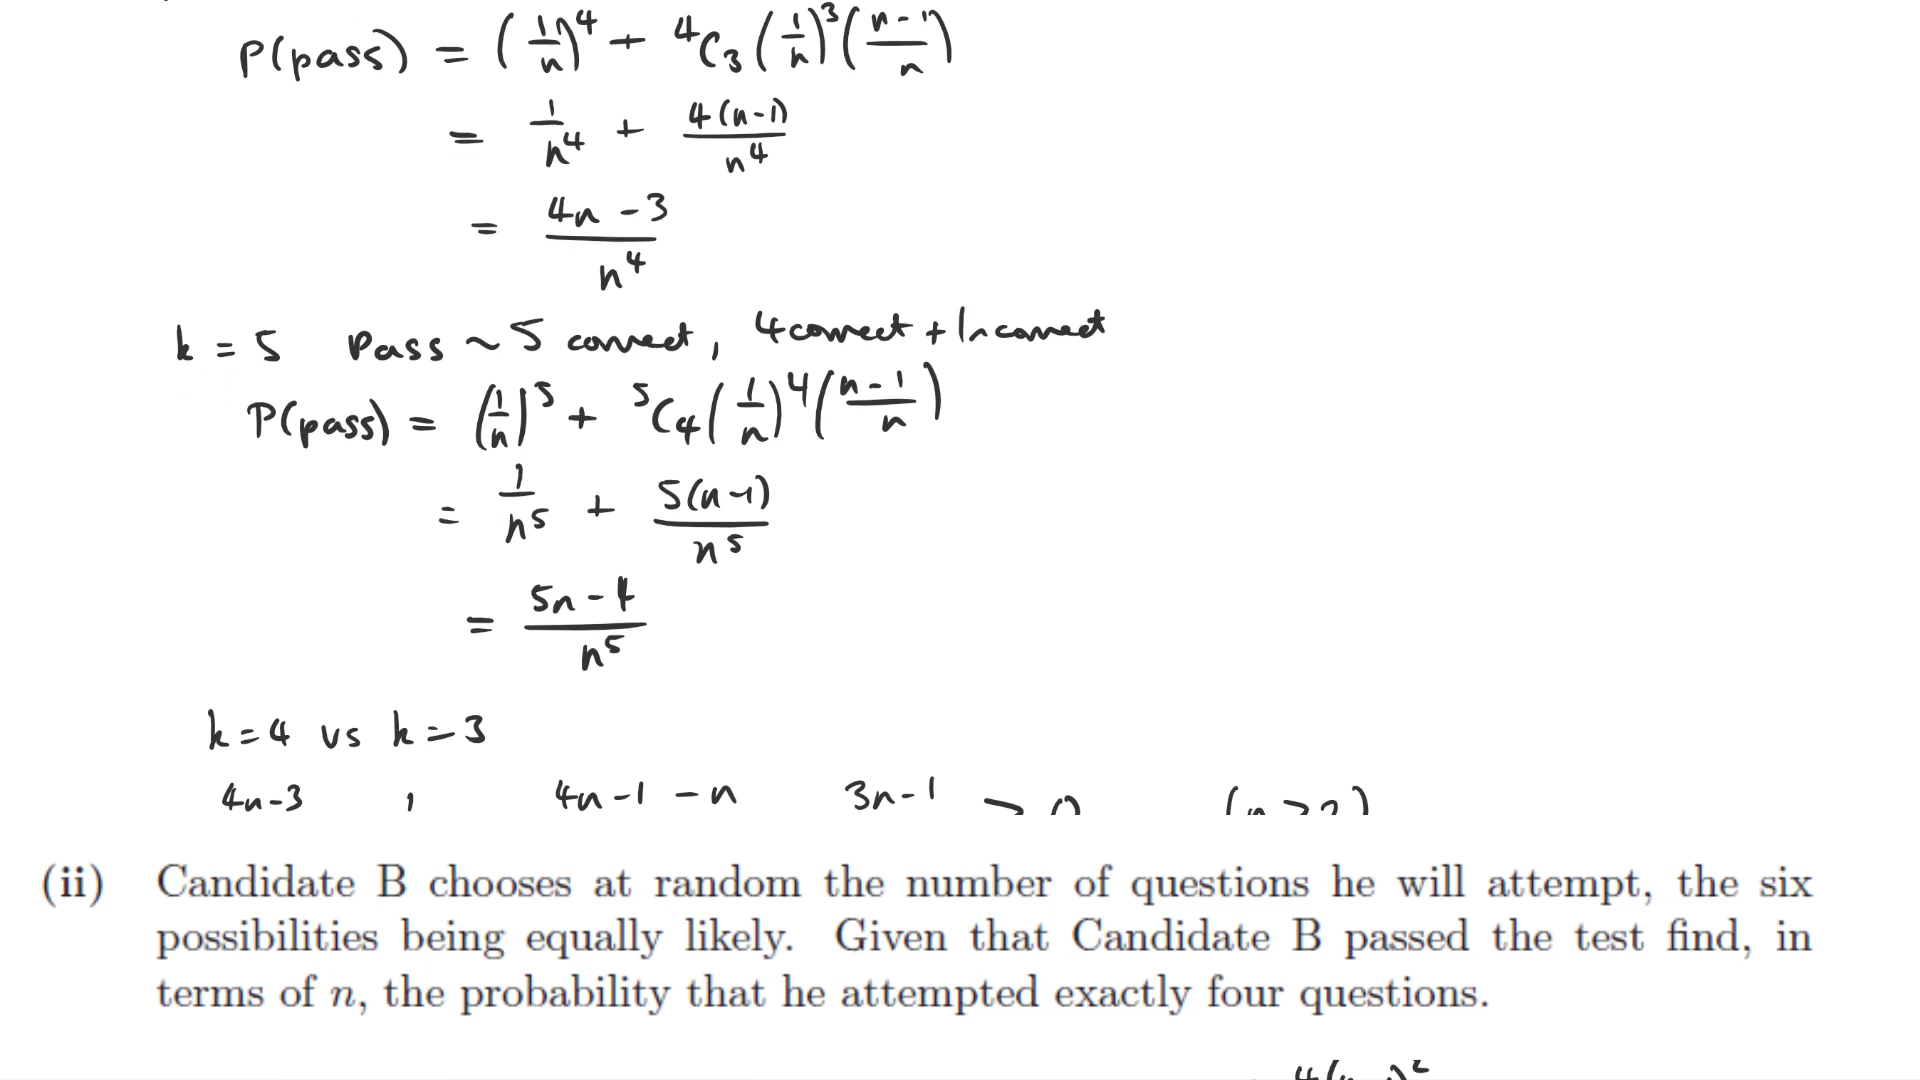 P(pass) = (1/n)^4 + ⁴C₃ (1/n)^3 ((n-1)/n)
= 1/n^4 + 4(n-1)/n^4
= (4n - 3)/n^4
k = 5 Pass ~ 5 correct, 4 correct + 1 incorrect
P(pass) = (1/n)^5 + ⁵C₄ (1/n)^4 ((n-1)/n)
= 1/n^5 + 5(n-1)/n^5
= (5n - 4)/n^5
k = 4 vs k = 3
4n-3 1 4n-1-n 3n-1 > 0
(ii) Candidate B chooses at random the number of questions he will attempt, the six
possibilities being equally likely. Given that Candidate B passed the test find, in
terms of n, the probability that he attempted exactly four questions.